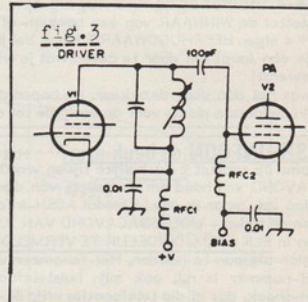 fig. 3
DRIVER
100pF
PA
V1
V2
RFC2
0.01
RFC1
0.01
+V
BIAS